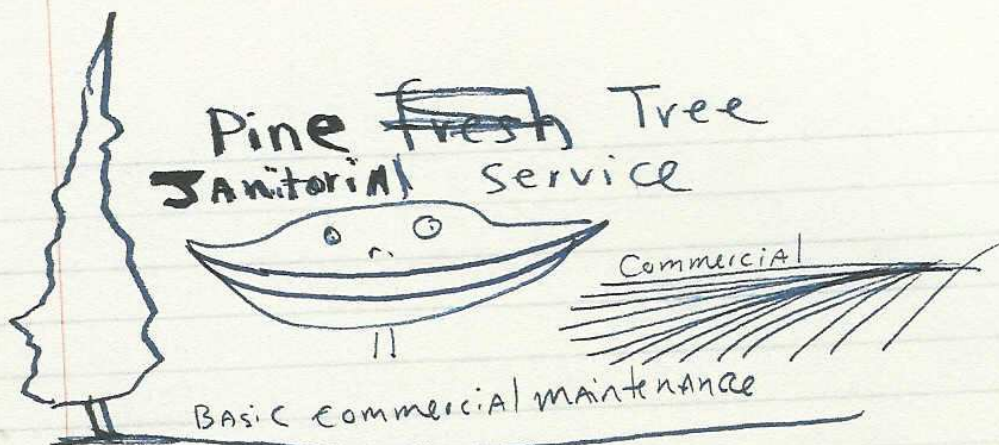 Pine fresh Tree
JAnitoriAl service
CommerciAl
BAsic commerciAl mAintenAnce